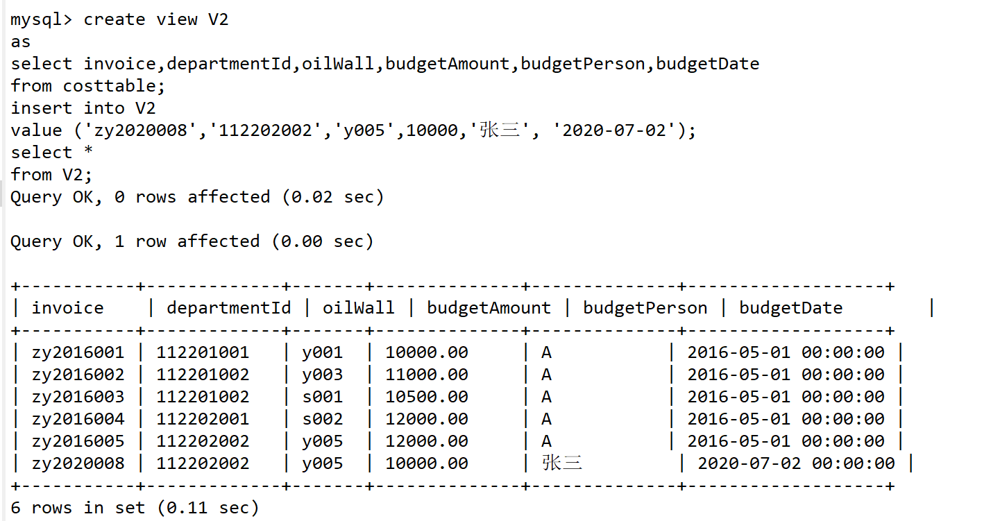 mysql> create view V2
as
select invoice,departmentId,oilWall,budgetAmount,budgetPerson,budgetDate
from costtable;
insert into V2
value ('zy2020008','112202002','y005',10000,'张三', '2020-07-02');
select *
from V2;
Query OK, 0 rows affected (0.02 sec)

Query OK, 1 row affected (0.00 sec)

+-----------+-------------+-------+--------------+--------------+-------------------+
| invoice    | departmentId | oilWall | budgetAmount | budgetPerson | budgetDate        |
+-----------+-------------+-------+--------------+--------------+-------------------+
| zy2016001 | 112201001   | y001  | 10000.00     | A           | 2016-05-01 00:00:00 |
| zy2016002 | 112201002   | y003  | 11000.00     | A           | 2016-05-01 00:00:00 |
| zy2016003 | 112201002   | s001  | 10500.00     | A           | 2016-05-01 00:00:00 |
| zy2016004 | 112202001   | s002  | 12000.00     | A           | 2016-05-01 00:00:00 |
| zy2016005 | 112202002   | y005  | 12000.00     | A           | 2016-05-01 00:00:00 |
| zy2020008 | 112202002   | y005  | 10000.00     | 张三         | 2020-07-02 00:00:00 |
+-----------+-------------+-------+--------------+--------------+-------------------+
6 rows in set (0.11 sec)